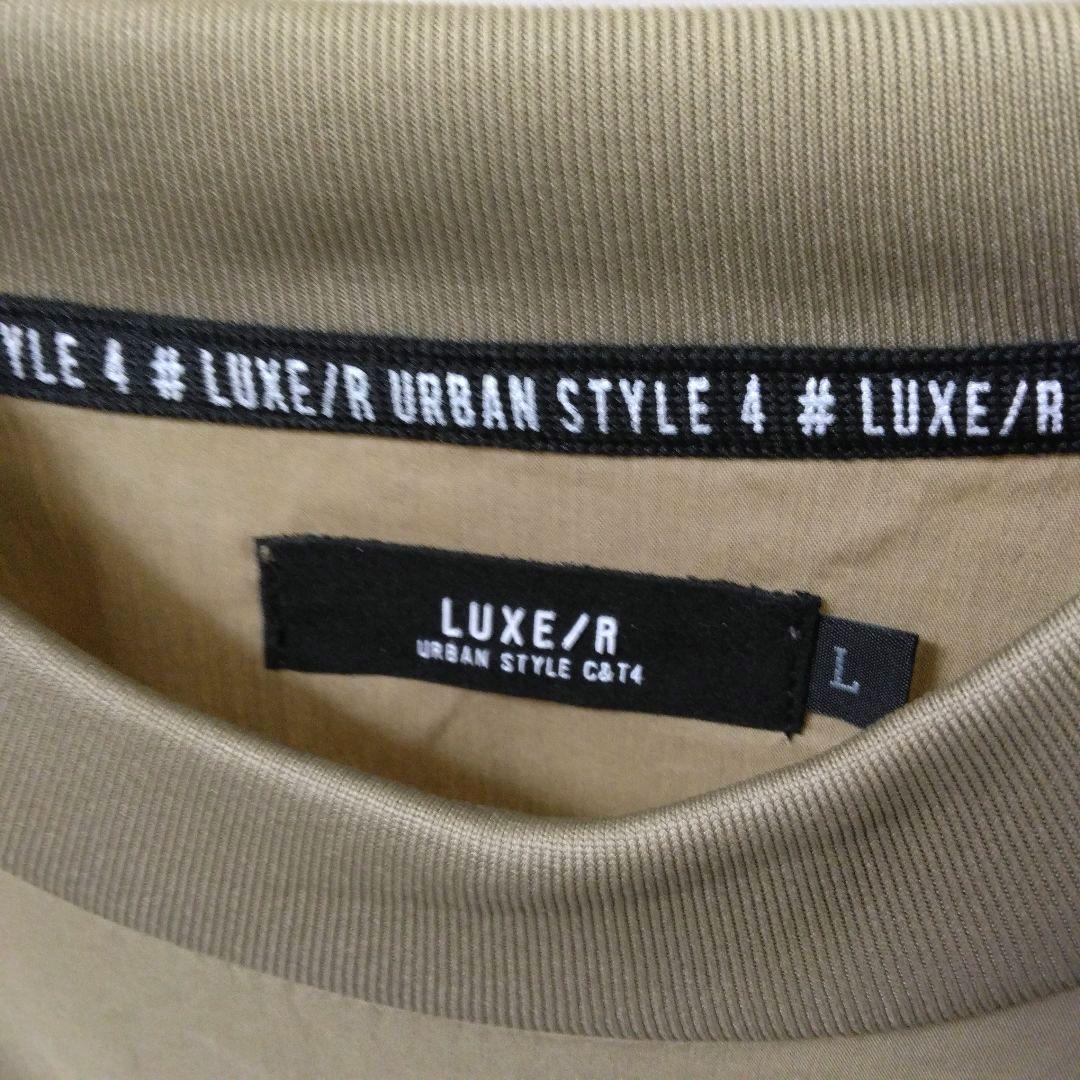 YLE 4 # LUXE/R URBAN STYLE 4 # LUXE/R
LUXE/R
URBAN STYLE C&T4
L